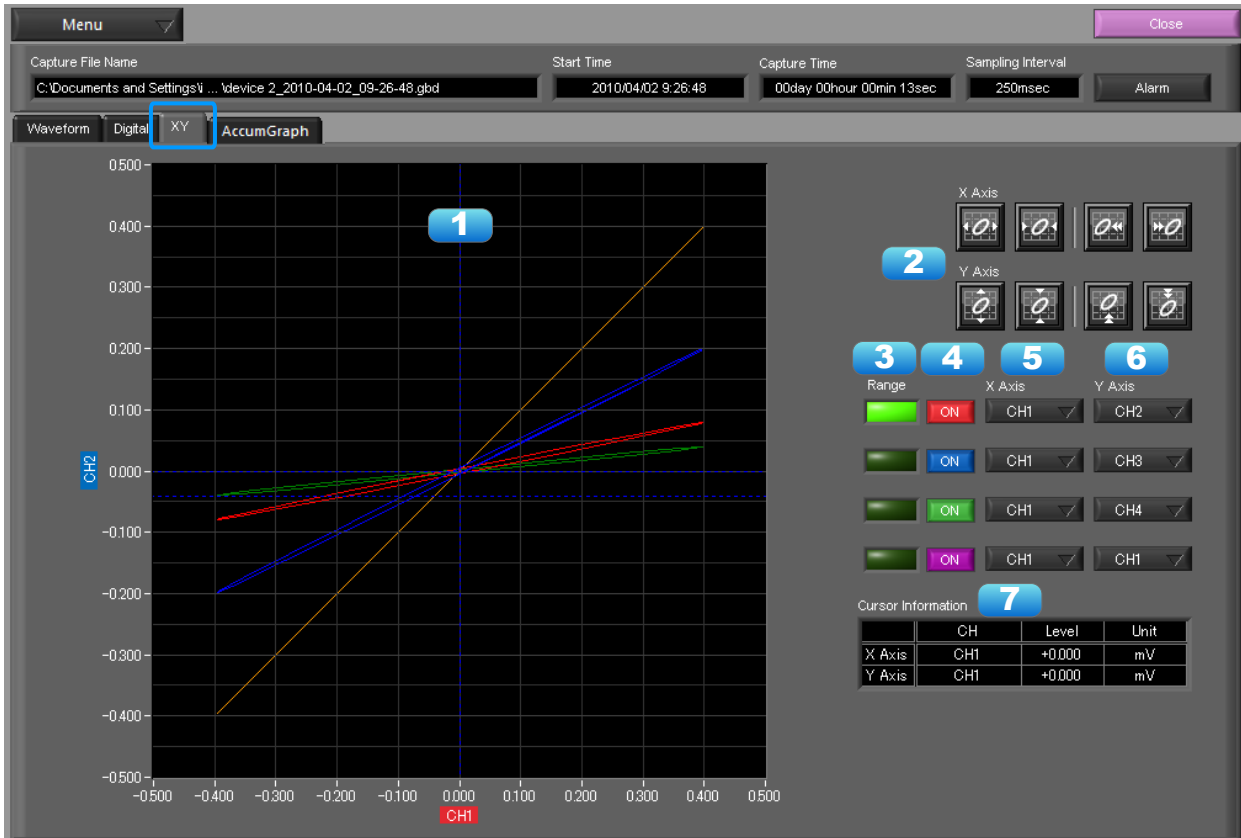 Menu
Close
Capture File Name
Start Time
Capture Time
Sampling Interval
C:\Documents and Settings\i ... \device 2_2010-04-02_09-26-48.gbd
2010/04/02 9:26:48
00day 00hour 00min 13sec
250msec
Alarm
Waveform
Digital
XY
AccumGraph
0.500
0.400
0.300
0.200
0.100
0.000
-0.100
-0.200
-0.300
-0.400
-0.500
CH2
-0.500
-0.400
-0.300
-0.200
-0.100
0.000
0.100
0.200
0.300
0.400
0.500
CH1
1
X Axis
2
Y Axis
3
4
5
6
Range
X Axis
Y Axis
ON
CH1
CH2
ON
CH1
CH3
ON
CH1
CH4
ON
CH1
CH1
Cursor Information
7
CH Level Unit
X Axis CH1 +0.000 mV
Y Axis CH1 +0.000 mV